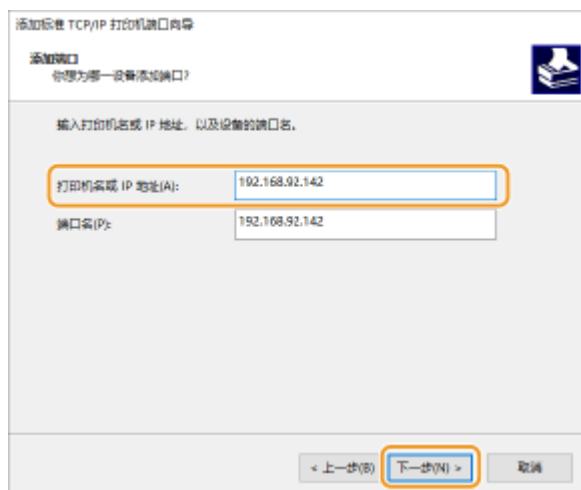 添加标准 TCP/IP 打印机端口向导
添加端口
你想为哪一设备添加端口?
输入打印机名或 IP 地址，以及设备的端口名。
打印机名或 IP 地址(A):
192.168.92.142
端口名(P):
192.168.92.142
< 上一步(B)
下一步(N) >
取消